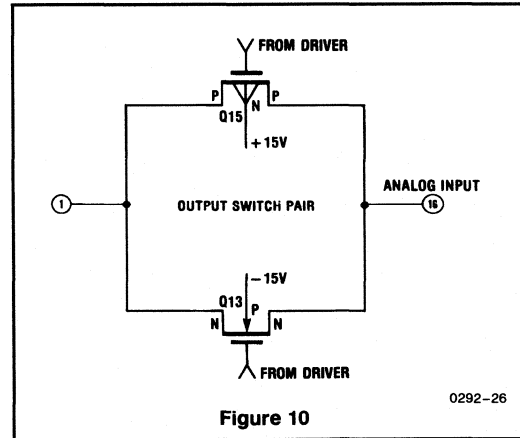 FROM DRIVER
P N P
Q15
+15V
ANALOG INPUT
1 OUTPUT SWITCH PAIR 16
-15V
Q13 P
N N
FROM DRIVER
0292-26
Figure 10